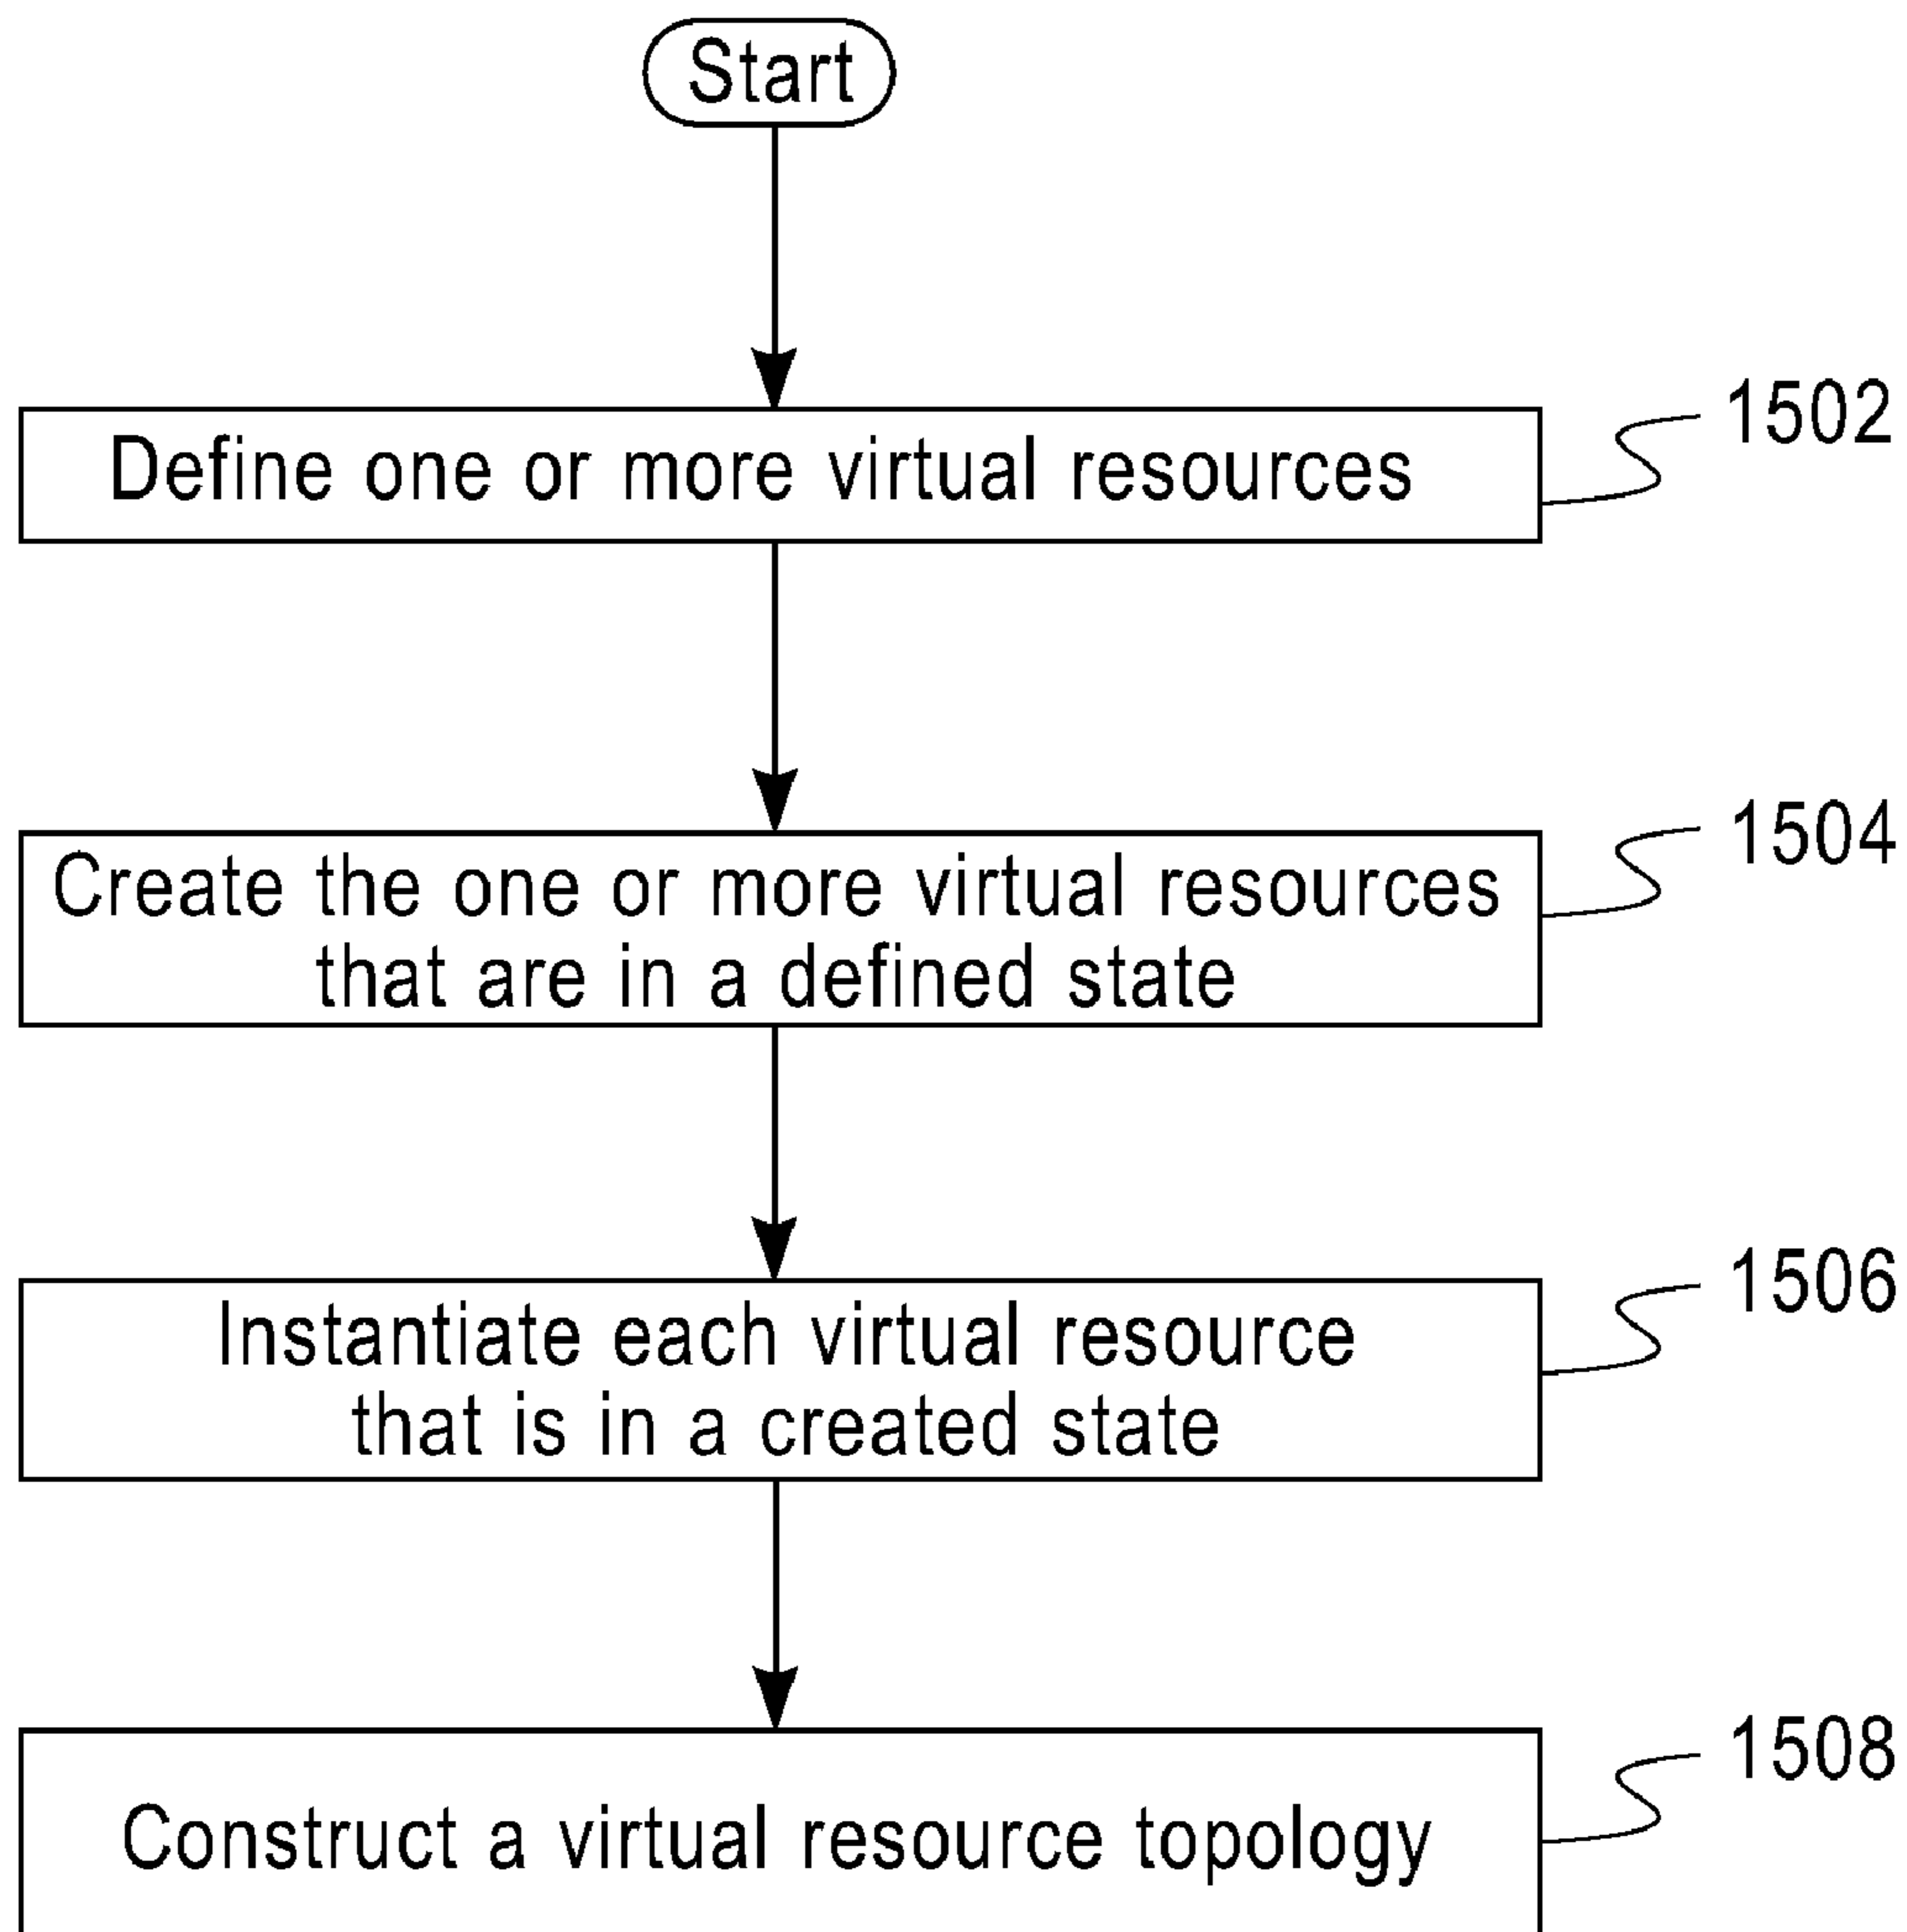 Start
Define one or more virtual resources
1502
Create the one or more virtual resources
that are in a defined state
1504
Instantiate each virtual resource
that is in a created state
1506
Construct a virtual resource topology
1508